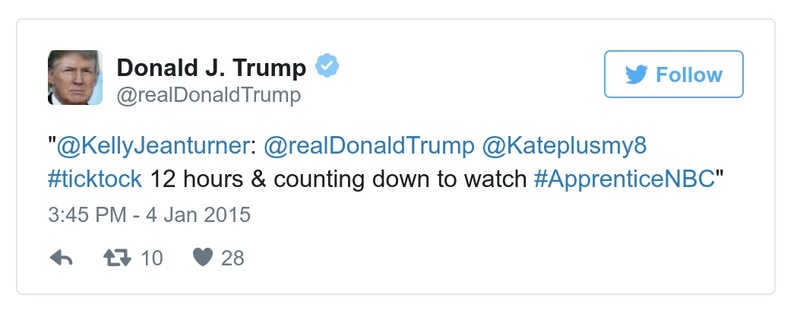 Donald J. Trump
@realDonaldTrump
Follow
"@KellyJeanturner: @realDonaldTrump @Kateplusmy8
#ticktock 12 hours & counting down to watch #ApprenticeNBC"
3:45 PM - 4 Jan 2015
10 28